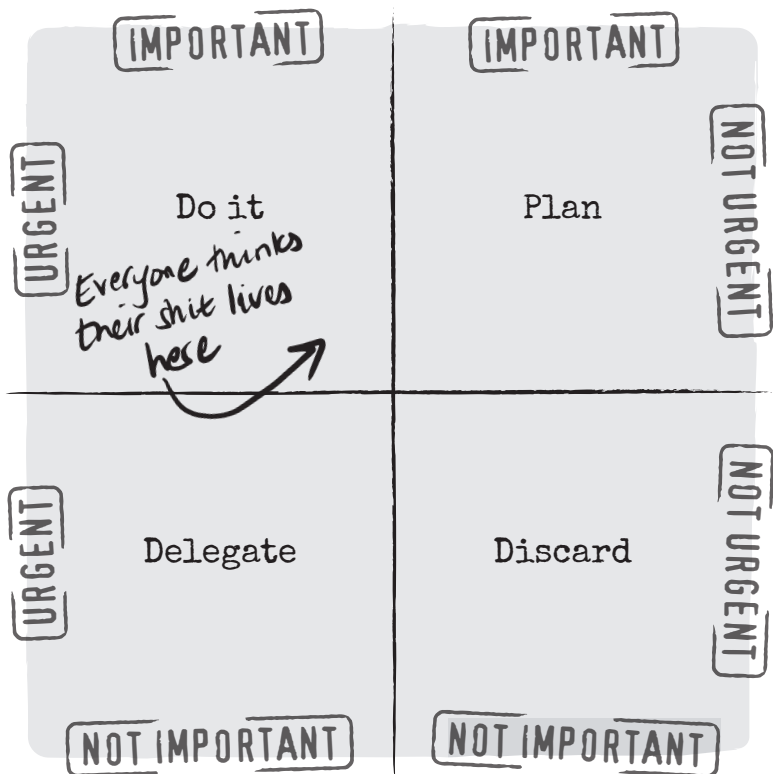 IMPORTANT
IMPORTANT
URGENT
NOT URGENT
Do it
Plan
Everyone thinks
their shit lives
here
URGENT
NOT URGENT
Delegate
Discard
NOT IMPORTANT
NOT IMPORTANT